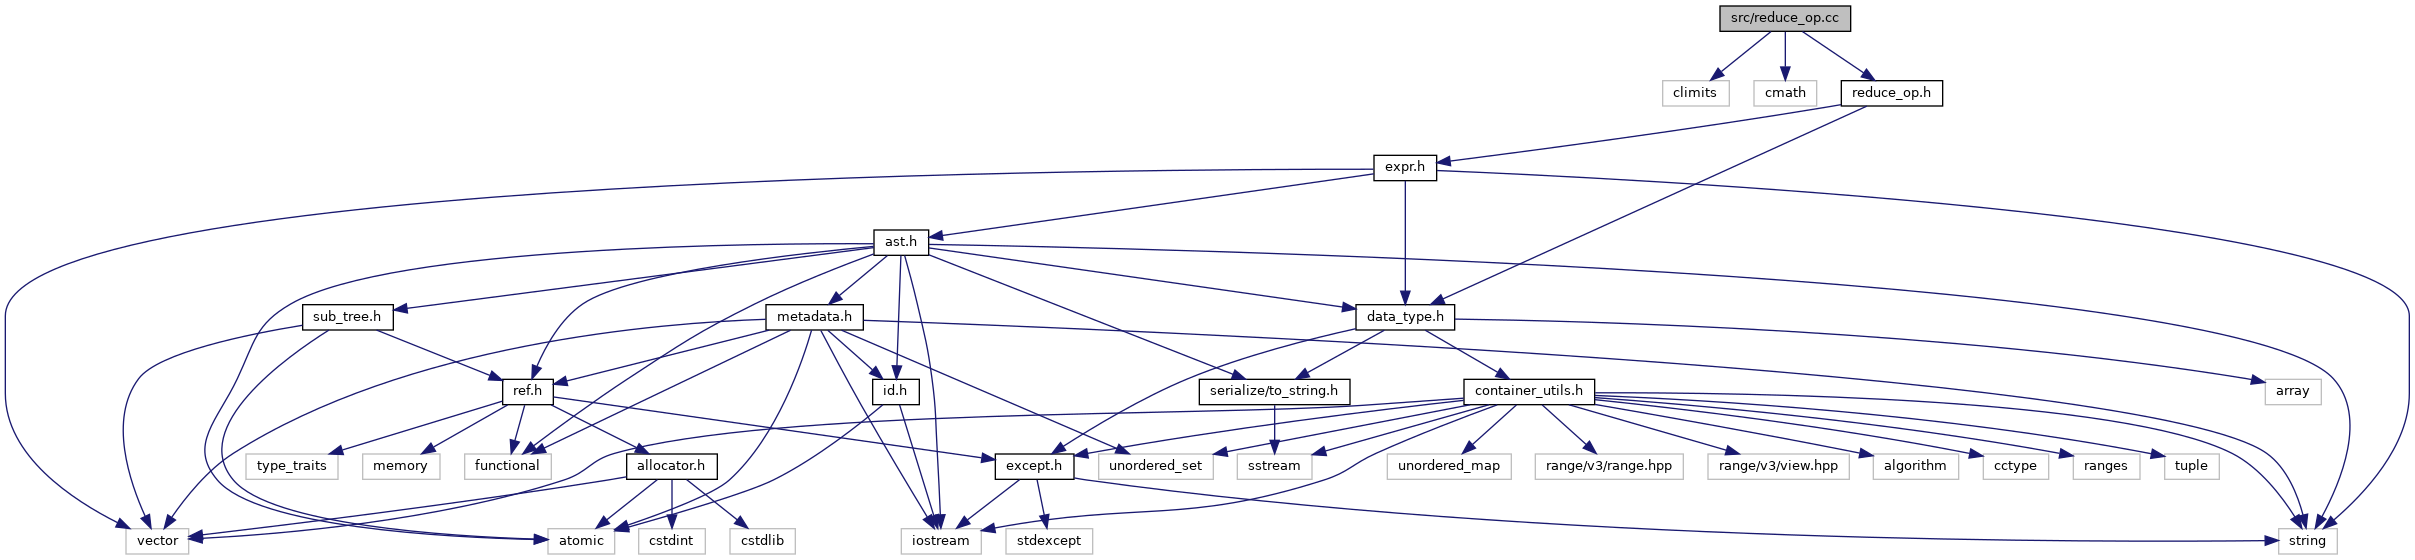 src/reduce_op.cc
climits
cmath
reduce_op.h
expr.h
ast.h
sub_tree.h
metadata.h
data_type.h
ref.h
id.h
serialize/to_string.h
container_utils.h
array
type_traits
memory
functional
allocator.h
except.h
unordered_set
sstream
unordered_map
range/v3/range.hpp
range/v3/view.hpp
algorithm
cctype
ranges
tuple
vector
atomic
cstdint
cstdlib
iostream
stdexcept
string